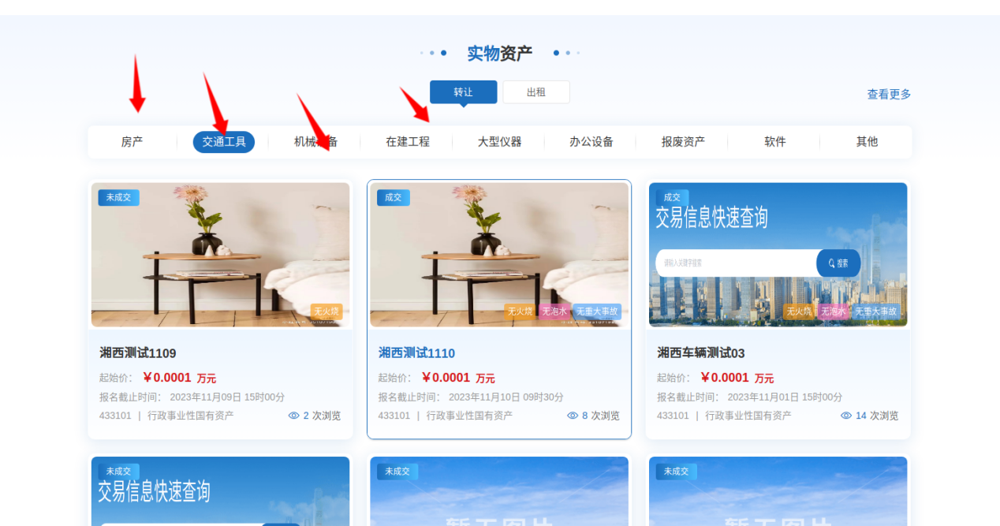 实物资产
转让
出租
查看更多
房产
交通工具
在建工程
大型仪器
办公设备
报废资产
软件
其他
未成交
无火烧
湘西测试1109
起始价： ￥0.0001 万元
报名截止时间： 2023年11月09日 15时00分
433101 | 行政事业性国有资产
2 次浏览
成交
无火烧 无泡水 无重大事故
湘西测试1110
起始价： ￥0.0001 万元
报名截止时间： 2023年11月10日 09时30分
433101 | 行政事业性国有资产
8 次浏览
成交
交易信息快速查询
请输入关键字搜索
搜索
无火烧 无泡水 无重大事故
湘西车辆测试03
起始价： ￥0.0001 万元
报名截止时间： 2023年11月01日 15时00分
433101 | 行政事业性国有资产
14 次浏览
未成交
交易信息快速查询
未成交
未成交